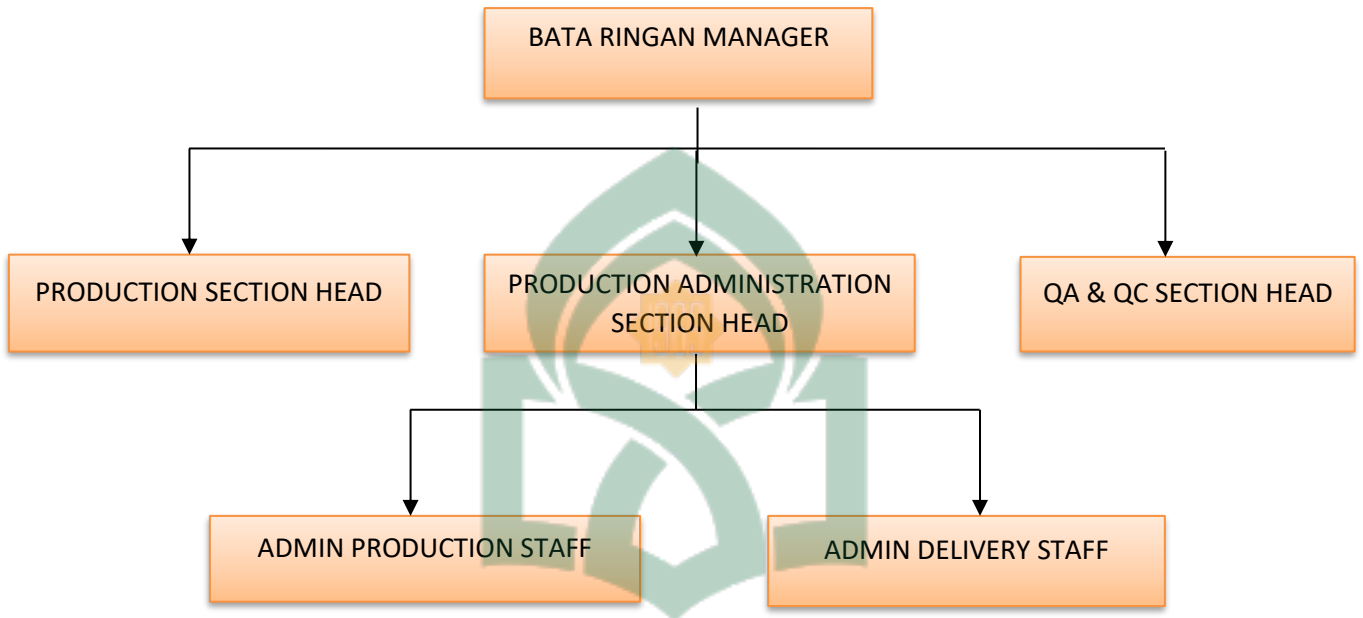 BATA RINGAN MANAGER
PRODUCTION SECTION HEAD
PRODUCTION ADMINISTRATION
SECTION HEAD
QA & QC SECTION HEAD
ADMIN PRODUCTION STAFF
ADMIN DELIVERY STAFF